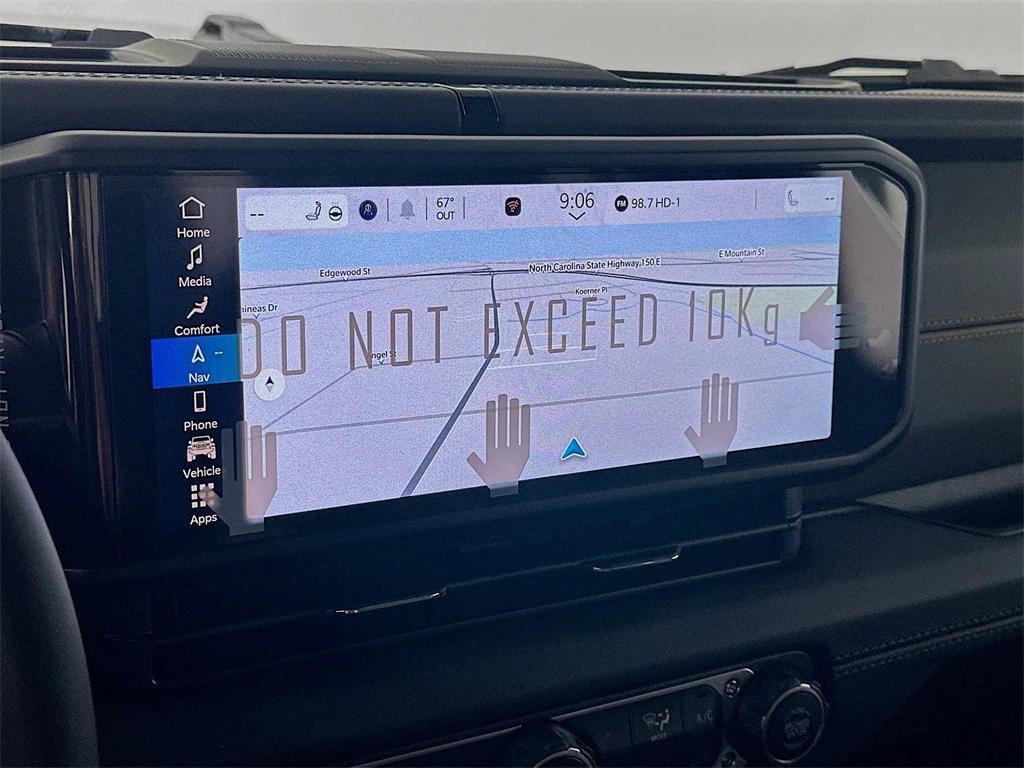 -- 67° OUT 9:06 FM 98.7 HD-1 --
Home
Media
Comfort
Nav --
Phone
Vehicle
Apps
Edgewood St
North Carolina State Highway 150 E
E Mountain St
Koerner Pl
DO NOT EXCEED 10Kg
MODE
A/C